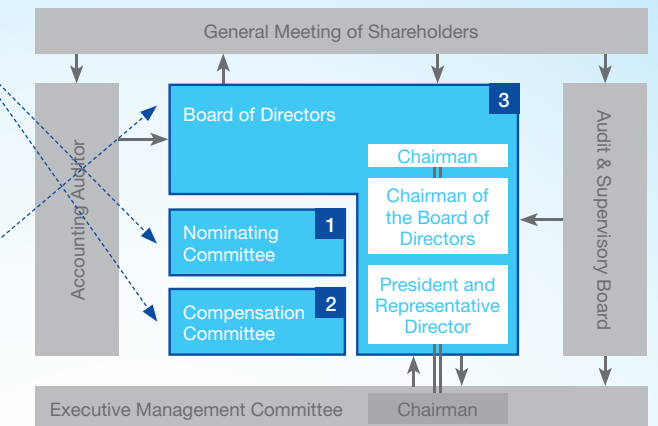 General Meeting of Shareholders
Accounting Auditor
Board of Directors
3
Chairman
Chairman of
the Board of
Directors
Nominating
Committee
1
Compensation
Committee
2
President and
Representative
Director
Audit & Supervisory Board
Executive Management Committee
Chairman